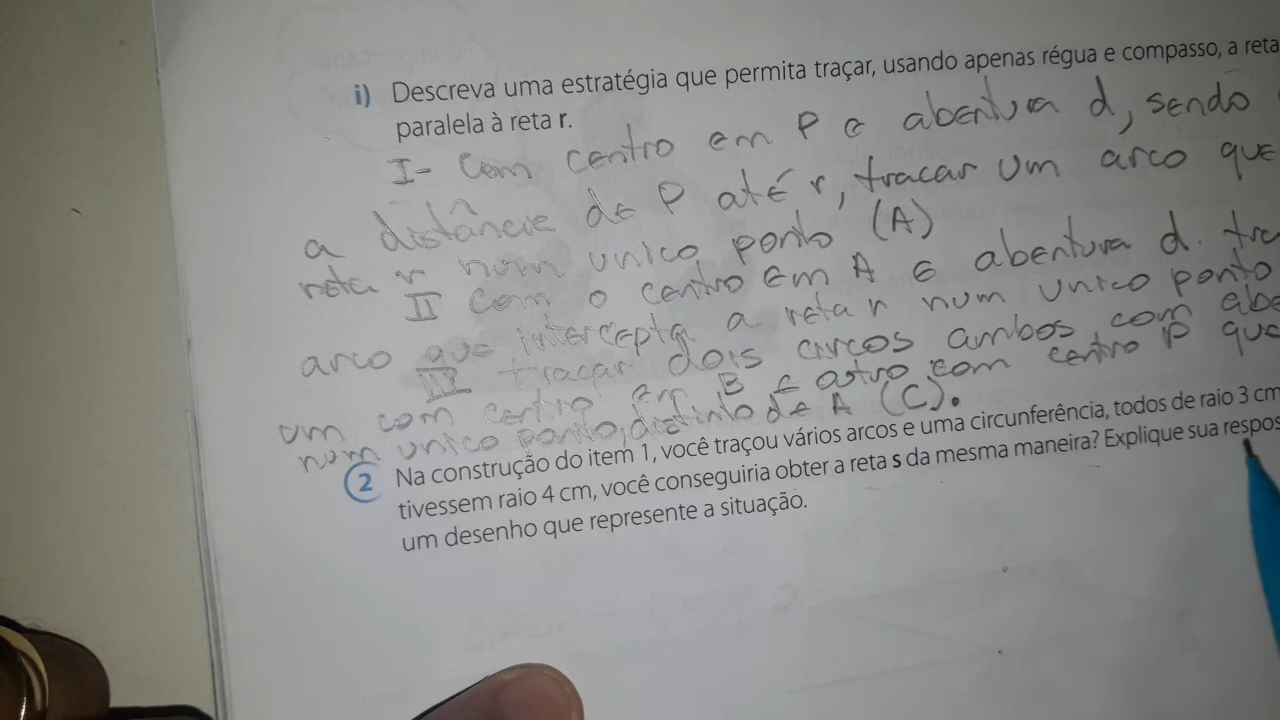 i) Descreva uma estratégia que permita traçar, usando apenas régua e compasso, a reta
paralela à reta r.
I- Com centro em P e abertura d, sendo
a distância de P até r, tracar um arco que
reta r num unico ponto (A)
II Com o centro em A e abertura d. tra
arco que intercepta a reta r num unico ponto
III traçar dois arcos ambos com abe
um com centro em B e outro com centro P que
num unico ponto, distinto de A (C).
2 Na construção do item 1, você traçou vários arcos e uma circunferência, todos de raio 3 cm
tivessem raio 4 cm, você conseguiria obter a reta s da mesma maneira? Explique sua respos
um desenho que represente a situação.